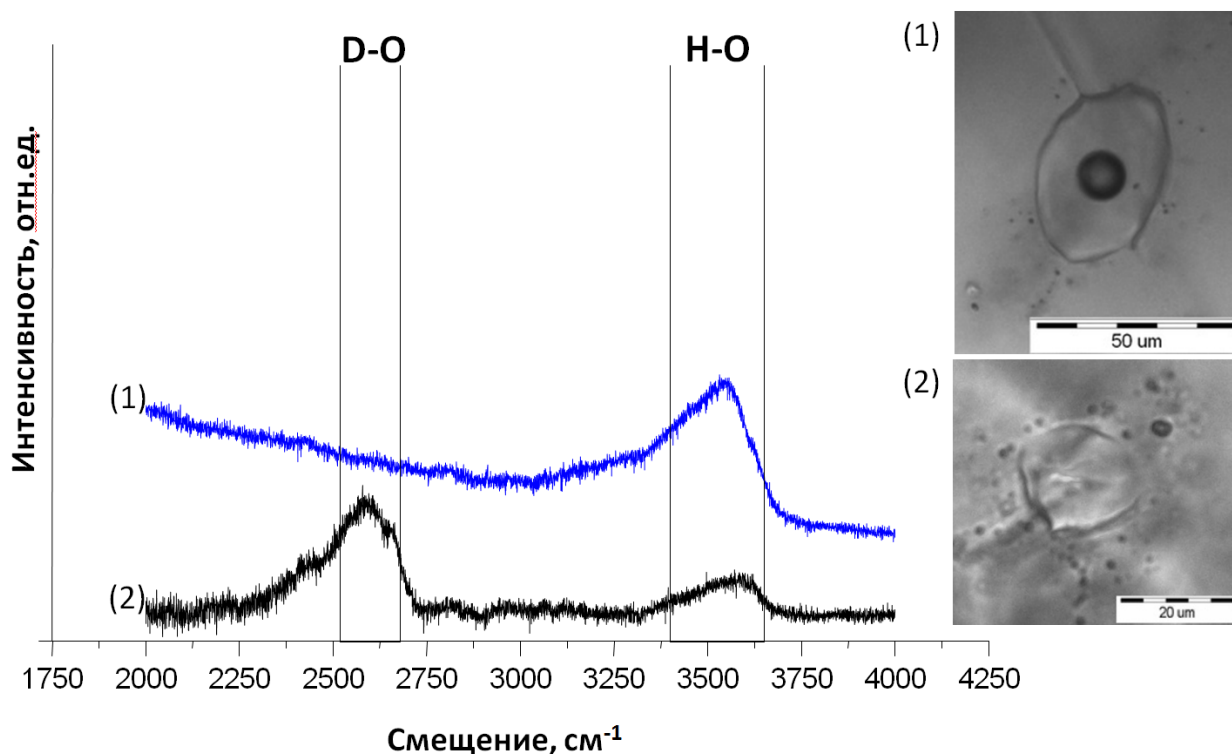 D-O H-O
(1)
50 um
(2)
20 um
Интенсивность, отн.ед.
(1)
(2)
1750 2000 2250 2500 2750 3000 3250 3500 3750 4000 4250
Смещение, см-1